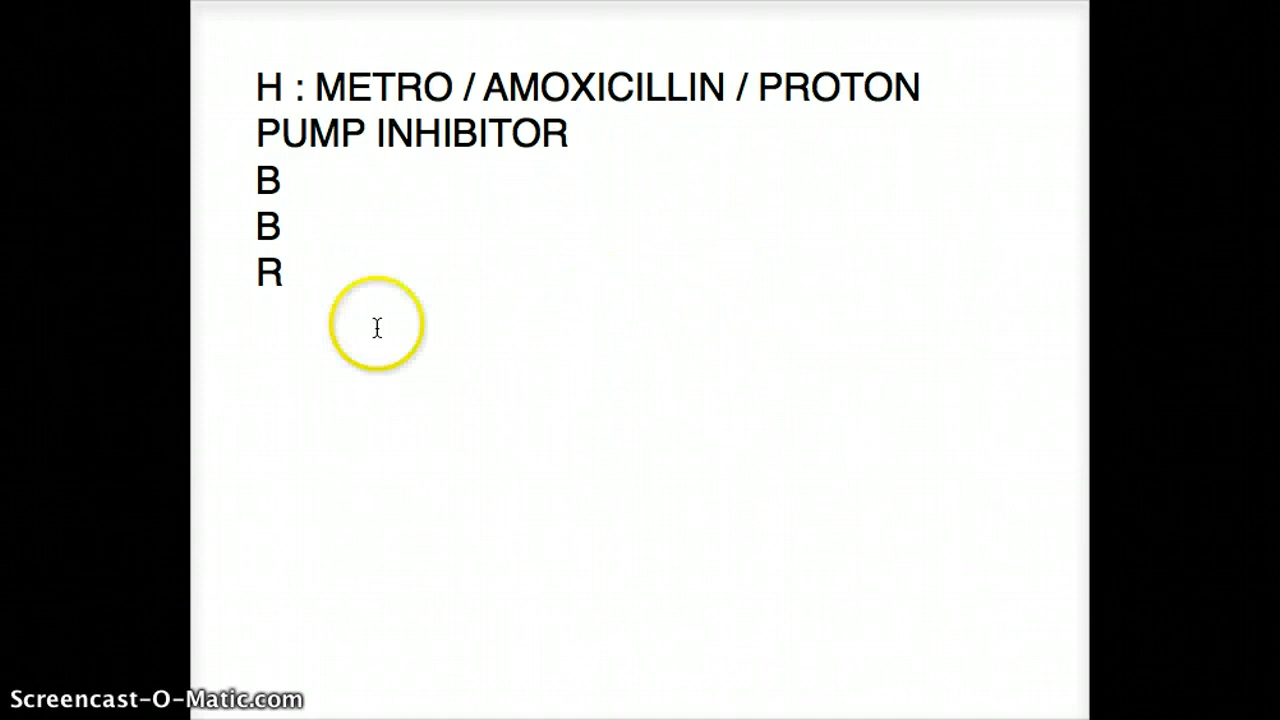 H : METRO / AMOXICILLIN / PROTON
PUMP INHIBITOR
B
B
R
Screencast-O-Matic.com